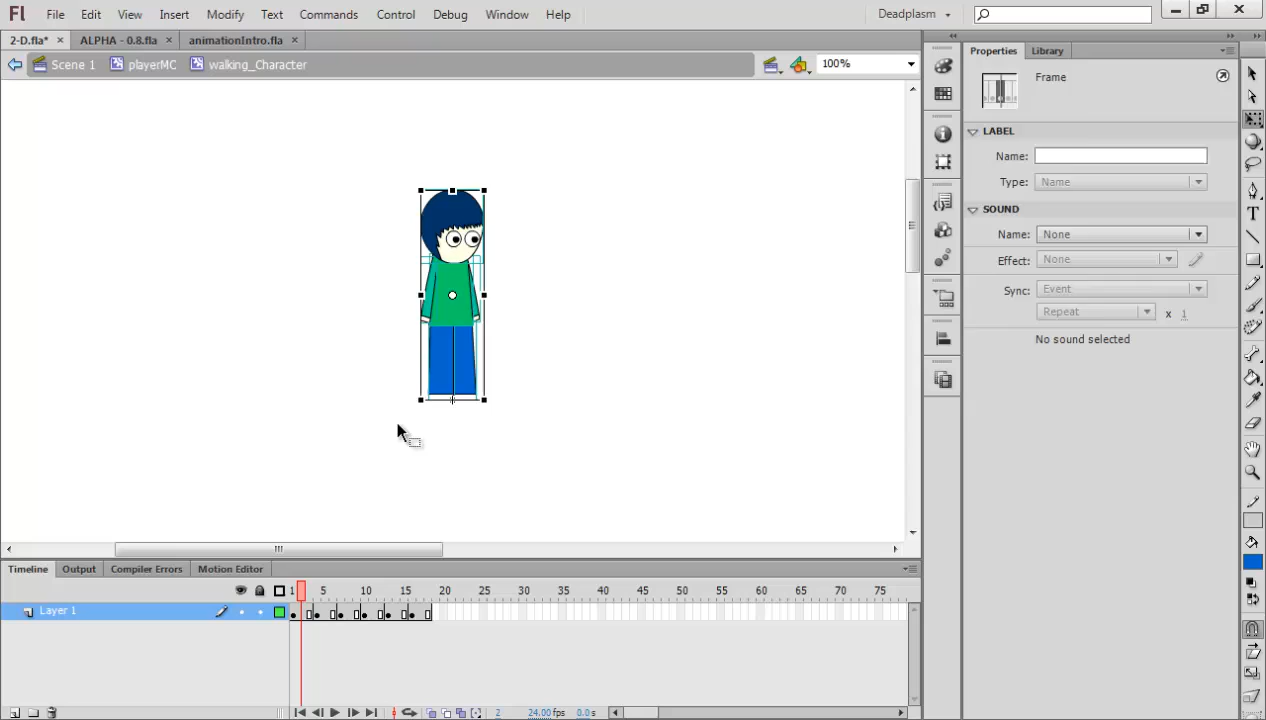 Fl File Edit View Insert Modify Text Commands Control Debug Window Help Deadplasm
2-D.fla* × ALPHA - 0.8.fla × animationIntro.fla ×
Scene 1 playerMC walking_Character 100%
Properties Library
Frame
LABEL
Name:
Type: Name
SOUND
Name: None
Effect: None
Sync: Event
Repeat x 1
No sound selected
Timeline Output Compiler Errors Motion Editor
1 5 10 15 20 25 30 35 40 45 50 55 60 65 70 75
Layer 1
2 24.00fps 0.0s